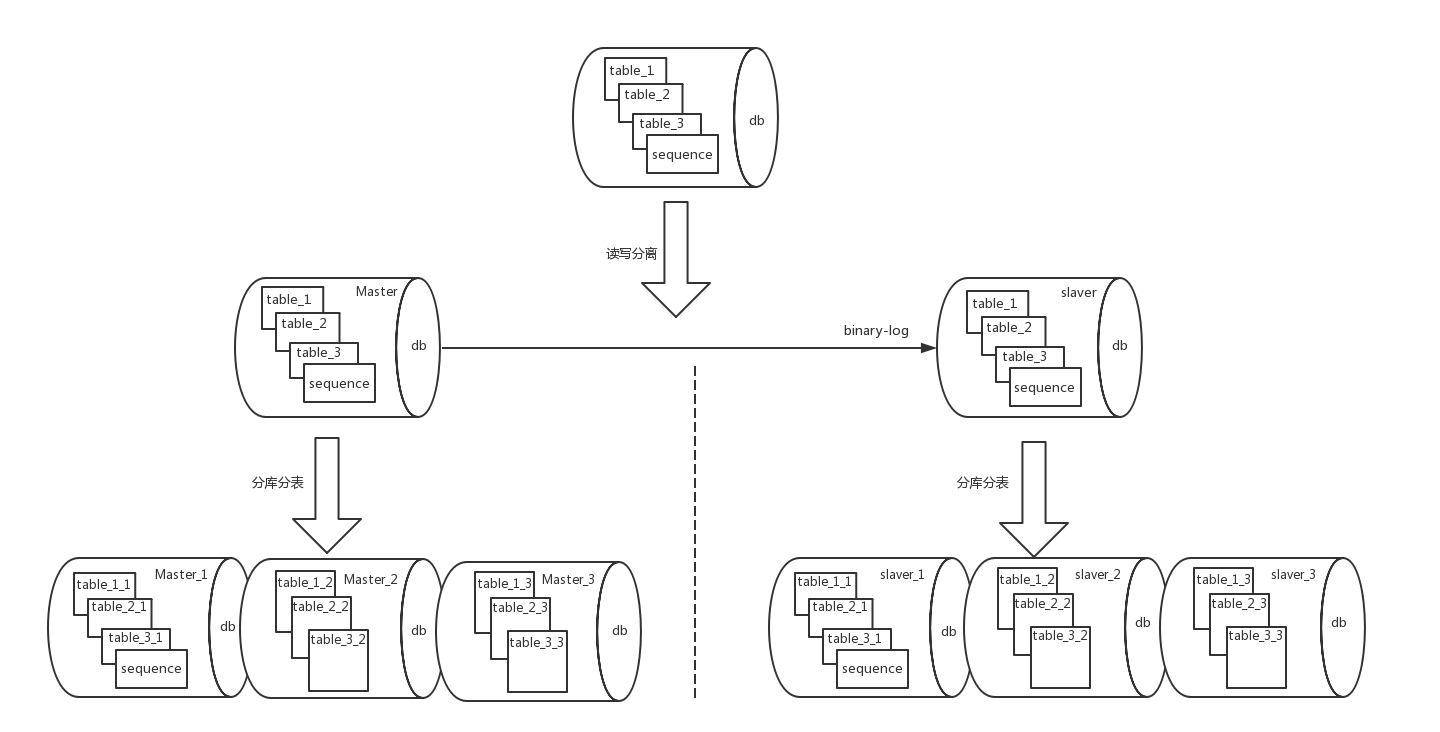 table_1
table_2
table_3
sequence
db
读写分离
Master
table_1
table_2
table_3
sequence
db
binary-log
slaver
table_1
table_2
table_3
sequence
db
分库分表
分库分表
Master_1
table_1_1
table_2_1
table_3_1
sequence
db
Master_2
table_1_2
table_2_2
table_3_2
db
Master_3
table_1_3
table_2_3
table_3_3
db
slaver_1
table_1_1
table_2_1
table_3_1
sequence
db
slaver_2
table_1_2
table_2_2
table_3_2
db
slaver_3
table_1_3
table_2_3
table_3_3
db